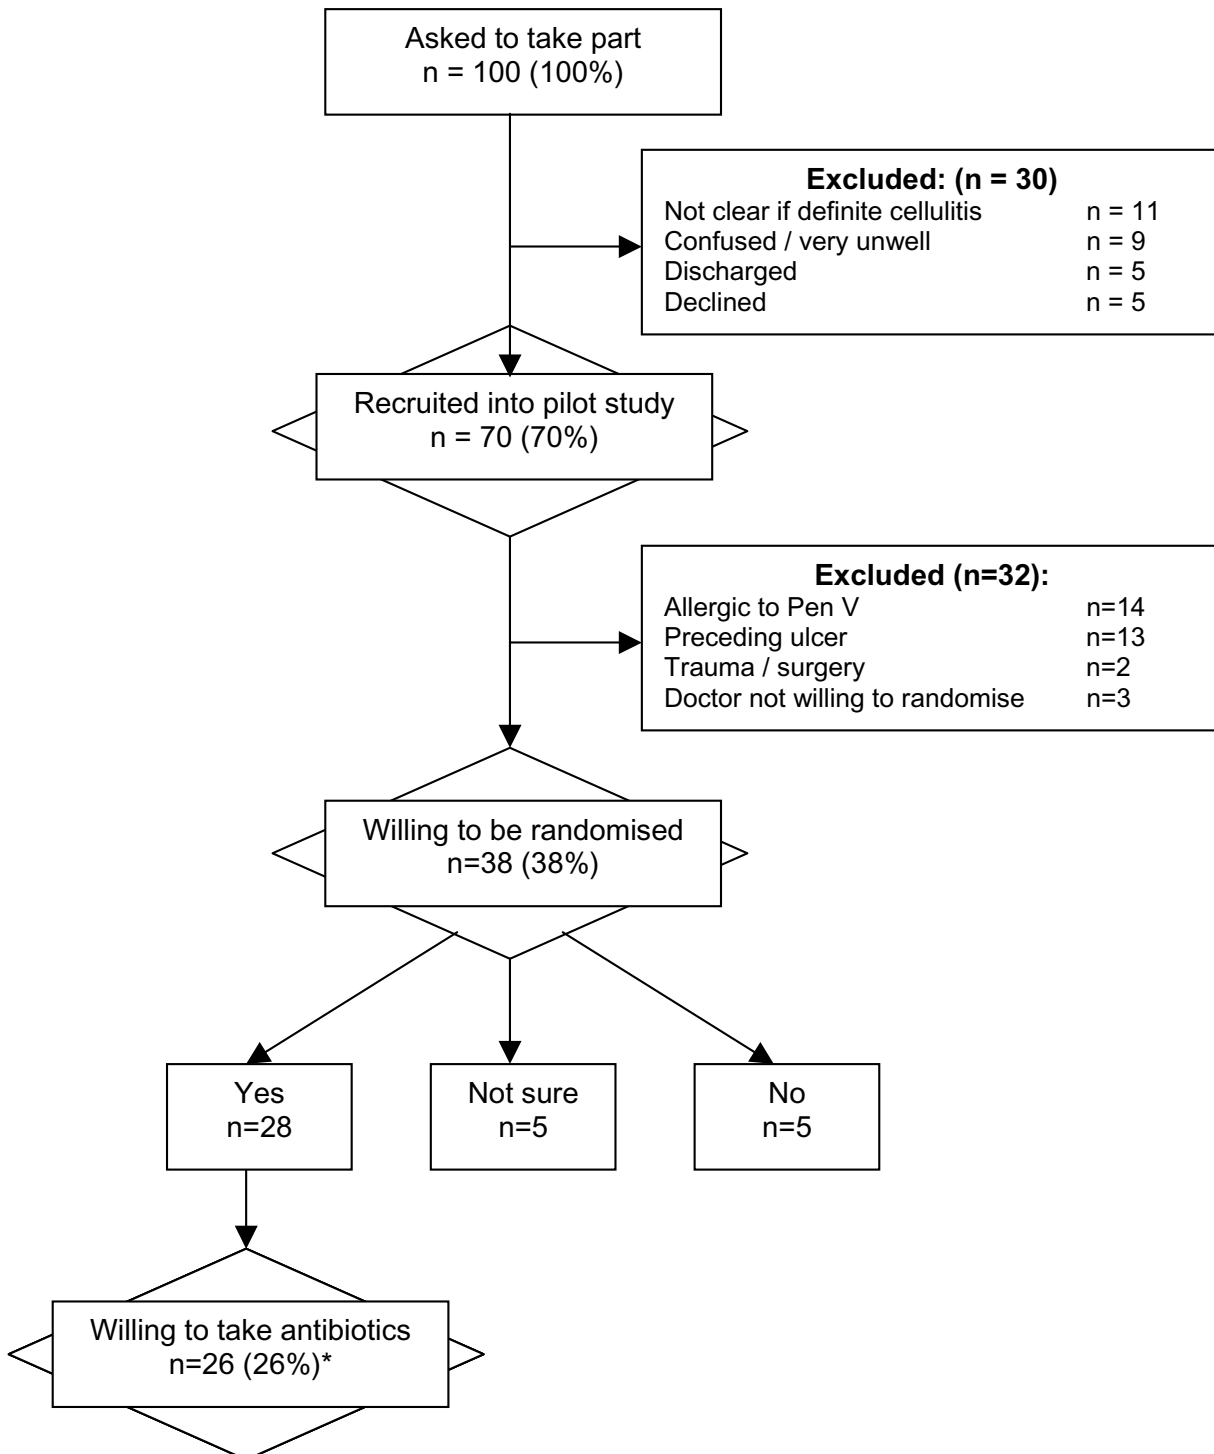 Asked to take part
n = 100 (100%)
Excluded: (n = 30)
Not clear if definite cellulitis n = 11
Confused / very unwell n = 9
Discharged n = 5
Declined n = 5
Recruited into pilot study
n = 70 (70%)
Excluded (n=32):
Allergic to Pen V n=14
Preceding ulcer n=13
Trauma / surgery n=2
Doctor not willing to randomise n=3
Willing to be randomised
n=38 (38%)
Yes
n=28
Not sure
n=5
No
n=5
Willing to take antibiotics
n=26 (26%)*